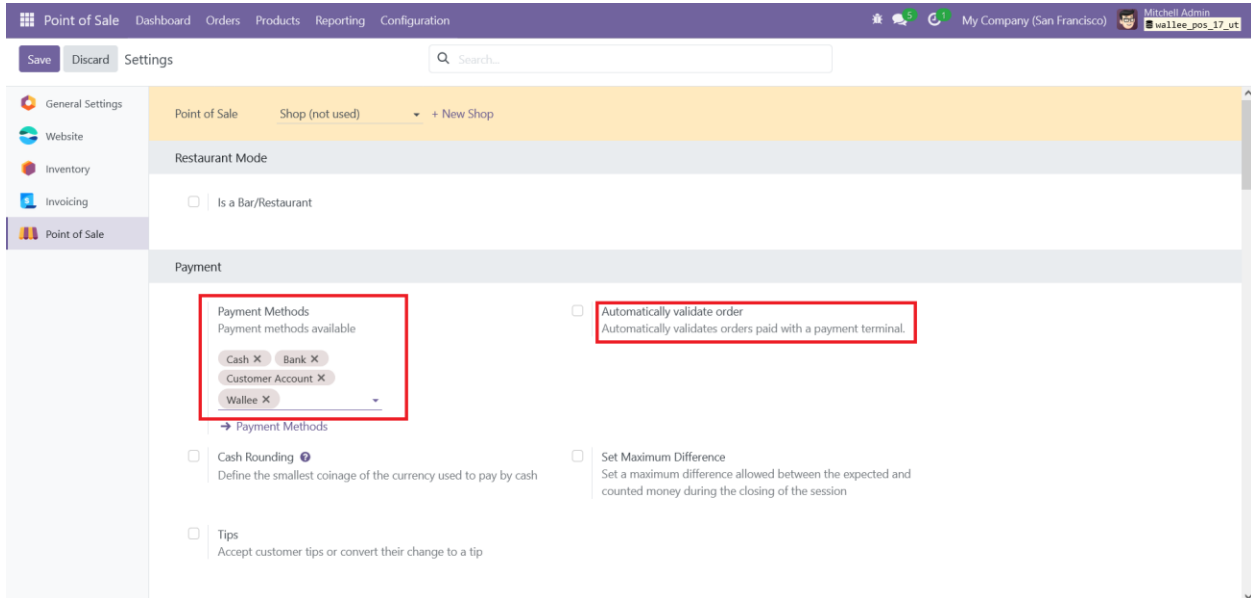 Point of Sale Dashboard Orders Products Reporting Configuration
5 1 My Company (San Francisco) Mitchell Admin
wallee_pos_17_ut
Save Discard Settings Search...
General Settings
Website
Inventory
Invoicing
Point of Sale
Point of Sale Shop (not used) + New Shop
Restaurant Mode
Is a Bar/Restaurant
Payment
Payment Methods
Payment methods available
Cash × Bank ×
Customer Account ×
Wallee ×
→ Payment Methods
Automatically validate order
Automatically validates orders paid with a payment terminal.
Cash Rounding ?
Define the smallest coinage of the currency used to pay by cash
Set Maximum Difference
Set a maximum difference allowed between the expected and
counted money during the closing of the session
Tips
Accept customer tips or convert their change to a tip